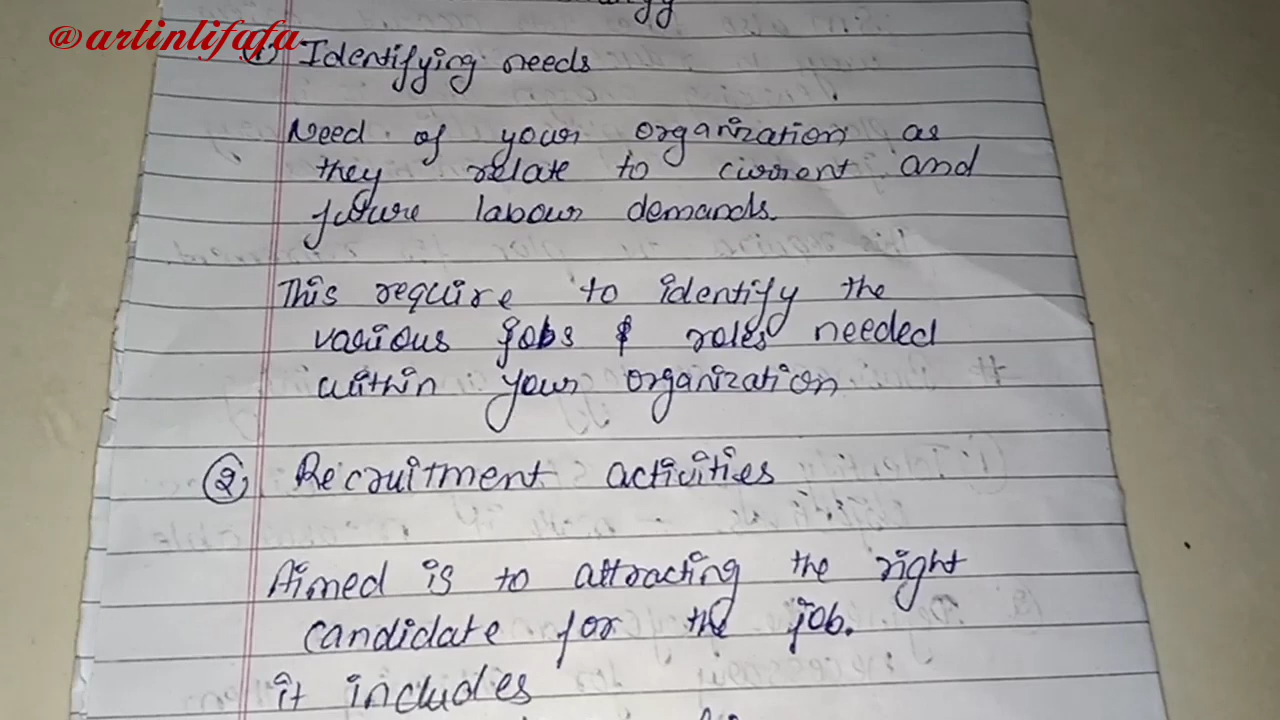 @artinlifafa
① Identifying needs
Need of your organization as
they relate to current and
future labour demands.
This require to identify the
various jobs & roles needed
within your organization
② Recruitment activities
Aimed is to attracting the right
candidate for the job.
it includes